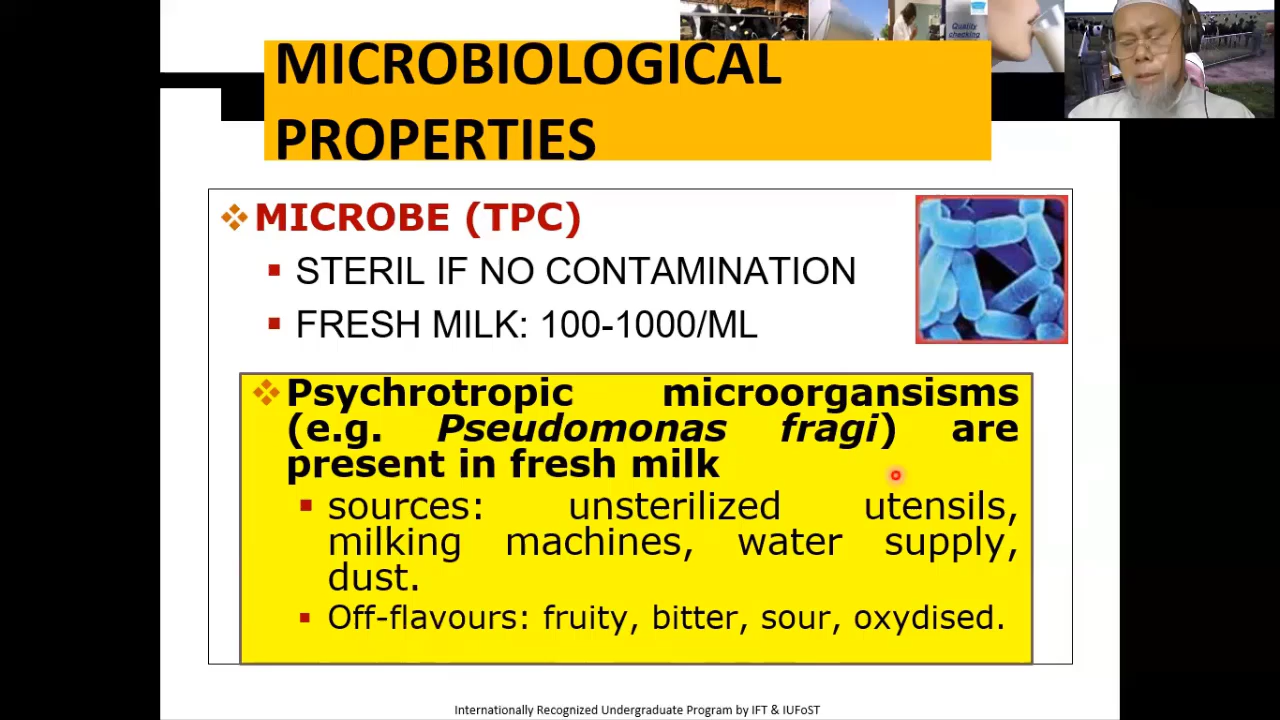 Quality
checking
MICROBIOLOGICAL
PROPERTIES
MICROBE (TPC)
STERIL IF NO CONTAMINATION
FRESH MILK: 100-1000/ML
Psychrotropic microorgansisms
(e.g. Pseudomonas fragi) are
present in fresh milk
sources: unsterilized utensils,
milking machines, water supply,
dust.
Off-flavours: fruity, bitter, sour, oxydised.
Internationally Recognized Undergraduate Program by IFT & IUFoST